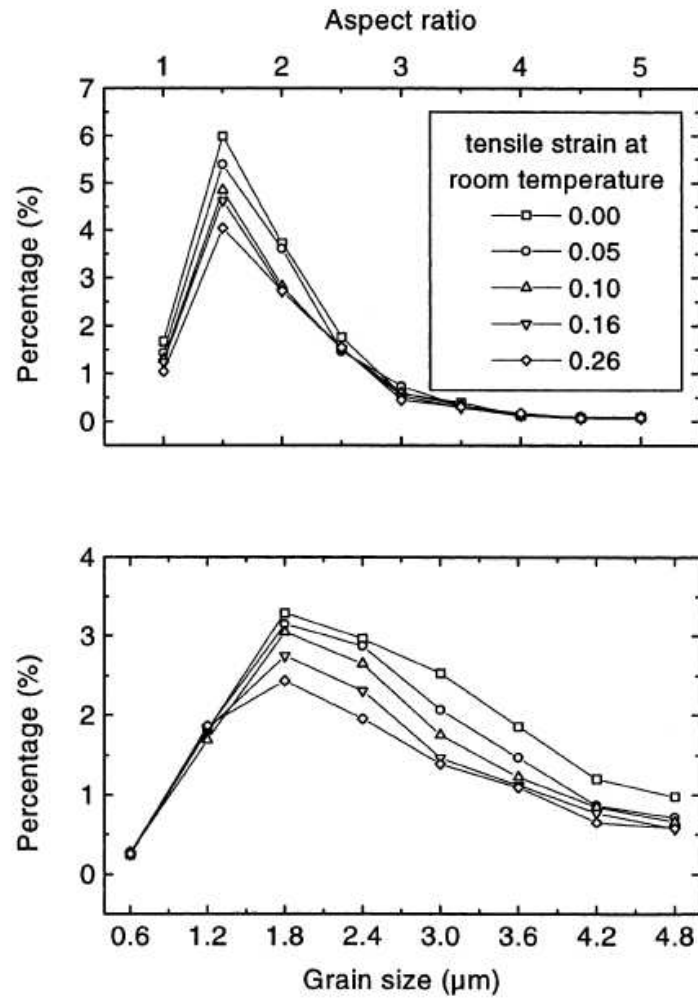 Aspect ratio
1 2 3 4 5
7
6
5
4
3
2
1
0
Percentage (%)
tensile strain at
room temperature
0.00
0.05
0.10
0.16
0.26
4
3
2
1
0
Percentage (%)
0.6 1.2 1.8 2.4 3.0 3.6 4.2 4.8
Grain size (μm)